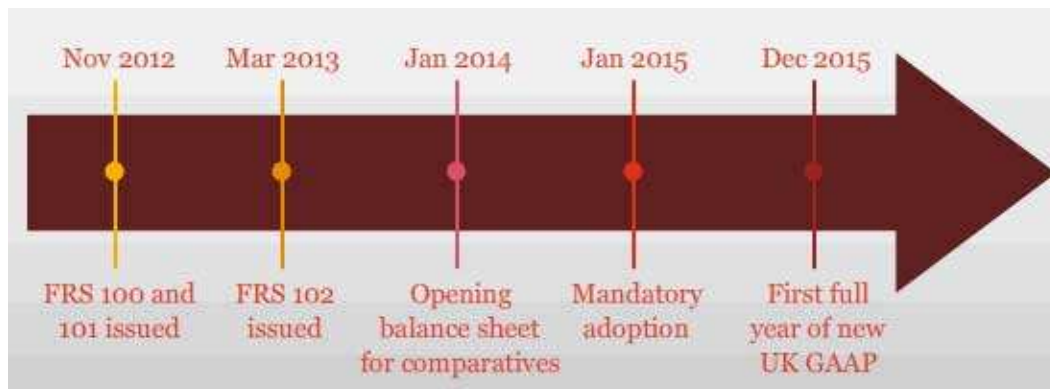 Nov 2012
Mar 2013
Jan 2014
Jan 2015
Dec 2015
FRS 100 and
101 issued
FRS 102
issued
Opening
balance sheet
for comparatives
Mandatory
adoption
First full
year of new
UK GAAP